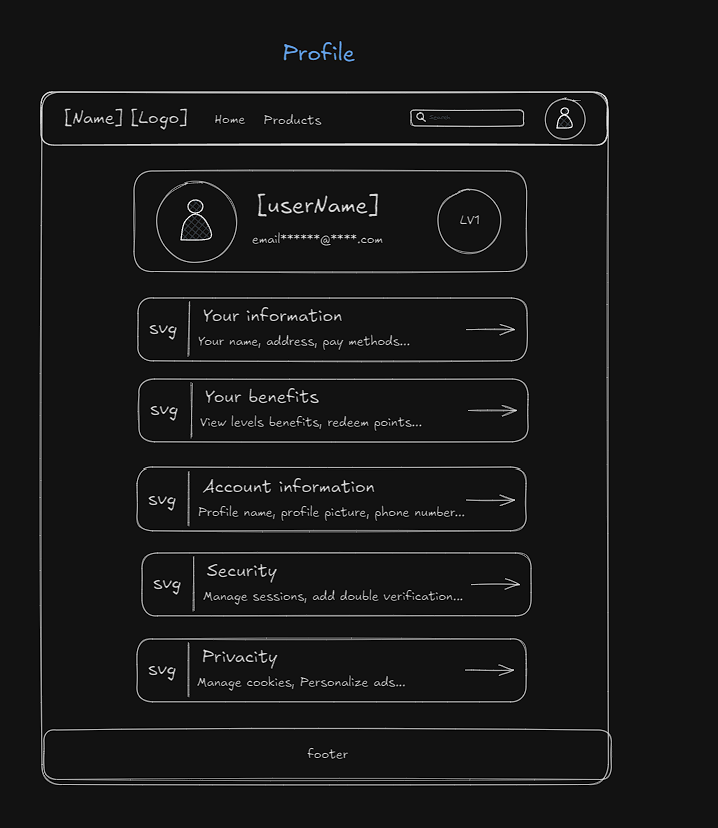 Profile
[Name] [Logo] Home Products Search
[userName]
email******@****.com
LV1
svg
Your information
Your name, address, pay methods...
svg
Your benefits
View levels benefits, redeem points...
svg
Account information
Profile name, profile picture, phone number...
svg
Security
Manage sessions, add double verification...
svg
Privacity
Manage cookies, Personalize ads...
footer